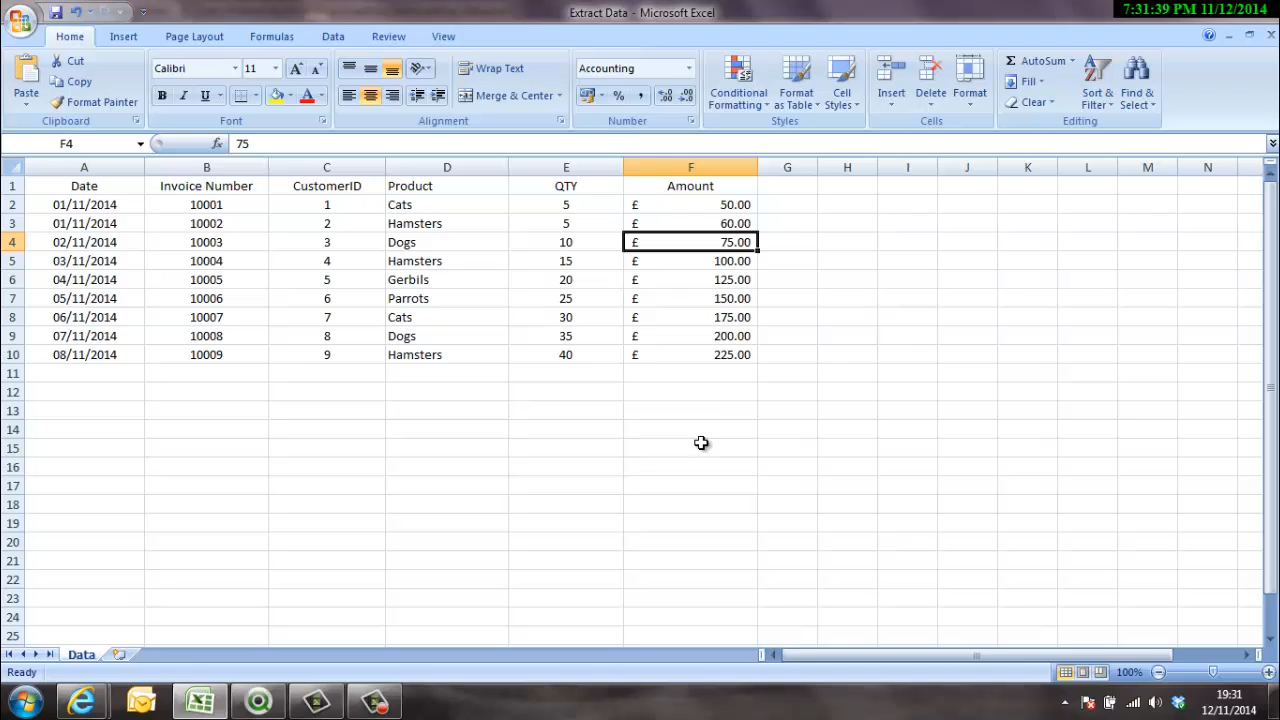 7:31:39 PM 11/12/2014
Extract Data - Microsoft Excel
Home Insert Page Layout Formulas Data Review View
Paste Cut Copy Format Painter
Calibri 11 B I U A A A
Wrap Text Merge & Center
Accounting % , .0 .00 .00 .0
Conditional Formatting Format as Table Cell Styles
Insert Delete Format
Σ AutoSum Fill Clear Sort & Filter Find & Select
Clipboard Font Alignment Number Styles Cells Editing
F4 fx 75
A B C D E F G H I J K L M N
1 Date Invoice Number CustomerID Product QTY Amount
2 01/11/2014 10001 1 Cats 5 £ 50.00
3 01/11/2014 10002 2 Hamsters 5 £ 60.00
4 02/11/2014 10003 3 Dogs 10 £ 75.00
5 03/11/2014 10004 4 Hamsters 15 £ 100.00
6 04/11/2014 10005 5 Gerbils 20 £ 125.00
7 05/11/2014 10006 6 Parrots 25 £ 150.00
8 06/11/2014 10007 7 Cats 30 £ 175.00
9 07/11/2014 10008 8 Dogs 35 £ 200.00
10 08/11/2014 10009 9 Hamsters 40 £ 225.00
11
12
13
14
15
16
17
18
19
20
21
22
23
24
25
Data
Ready 100%
19:31
12/11/2014